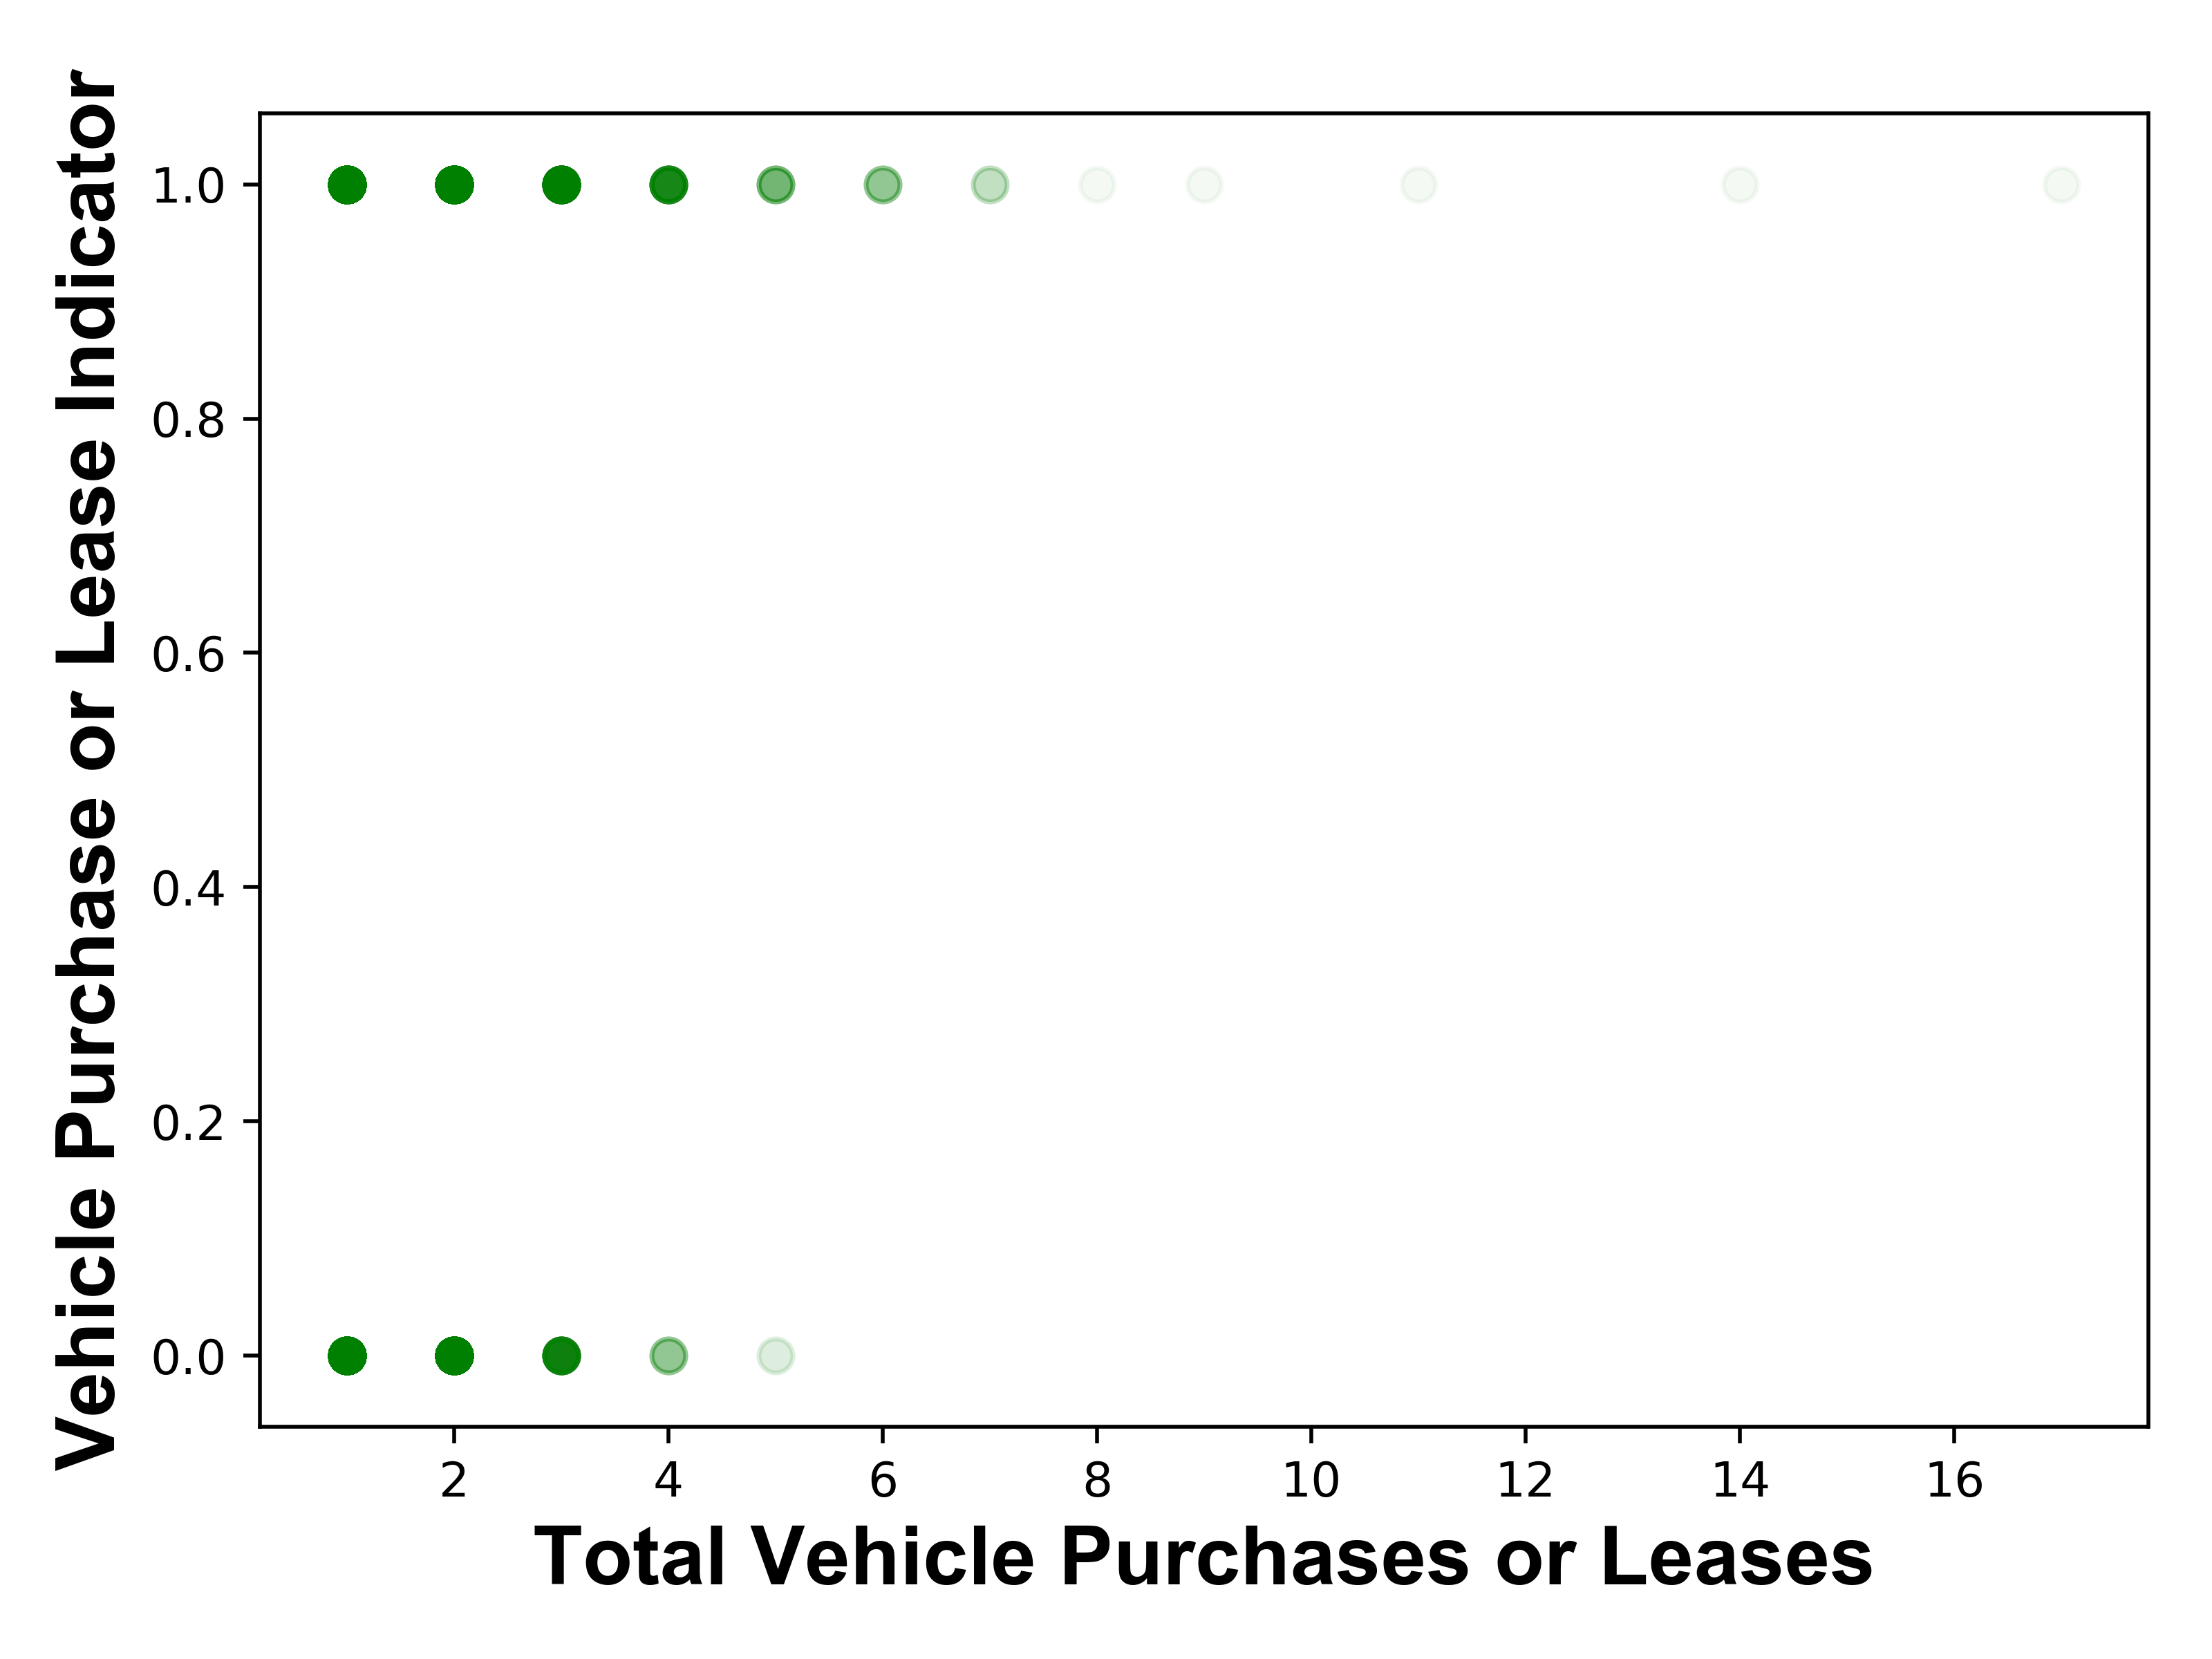 Vehicle Purchase or Lease Indicator
1.0
0.8
0.6
0.4
0.2
0.0
2 4 6 8 10 12 14 16
Total Vehicle Purchases or Leases